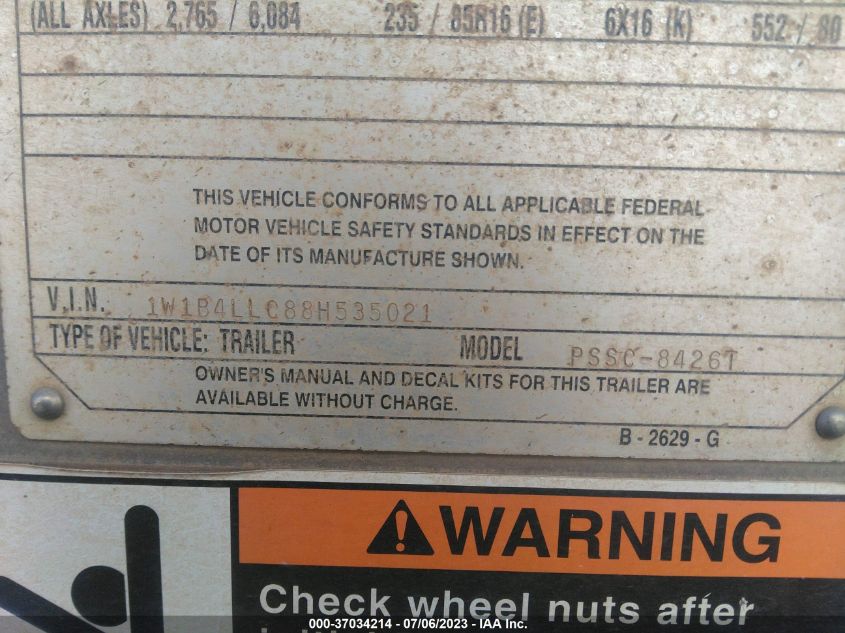 (ALL AXLES) 2,765 / 6,084 235 / 85R16 (E) 6X16 (K) 552 / 80
THIS VEHICLE CONFORMS TO ALL APPLICABLE FEDERAL
MOTOR VEHICLE SAFETY STANDARDS IN EFFECT ON THE
DATE OF ITS MANUFACTURE SHOWN.
V.I.N. 1W1B4LLC88H535021
TYPE OF VEHICLE: TRAILER MODEL PSSC-8426T
OWNER'S MANUAL AND DECAL KITS FOR THIS TRAILER ARE
AVAILABLE WITHOUT CHARGE.
B - 2629 - G
WARNING
Check wheel nuts after
000-37034214 - 07/06/2023 - IAA Inc.